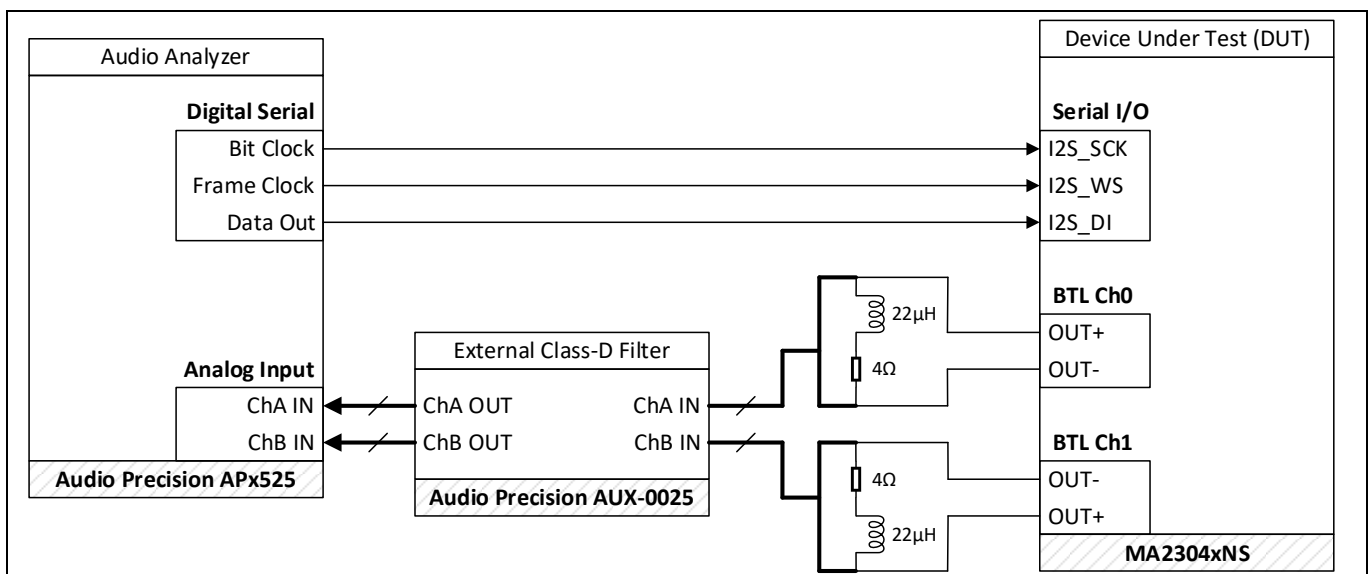 Audio Analyzer
Digital Serial
Bit Clock
Frame Clock
Data Out
Analog Input
ChA IN
ChB IN
Audio Precision APx525
External Class-D Filter
ChA OUT ChA IN
ChB OUT ChB IN
Audio Precision AUX-0025
22µH
4Ω
4Ω
22µH
Device Under Test (DUT)
Serial I/O
I2S_SCK
I2S_WS
I2S_DI
BTL Ch0
OUT+
OUT-
BTL Ch1
OUT-
OUT+
MA2304xNS